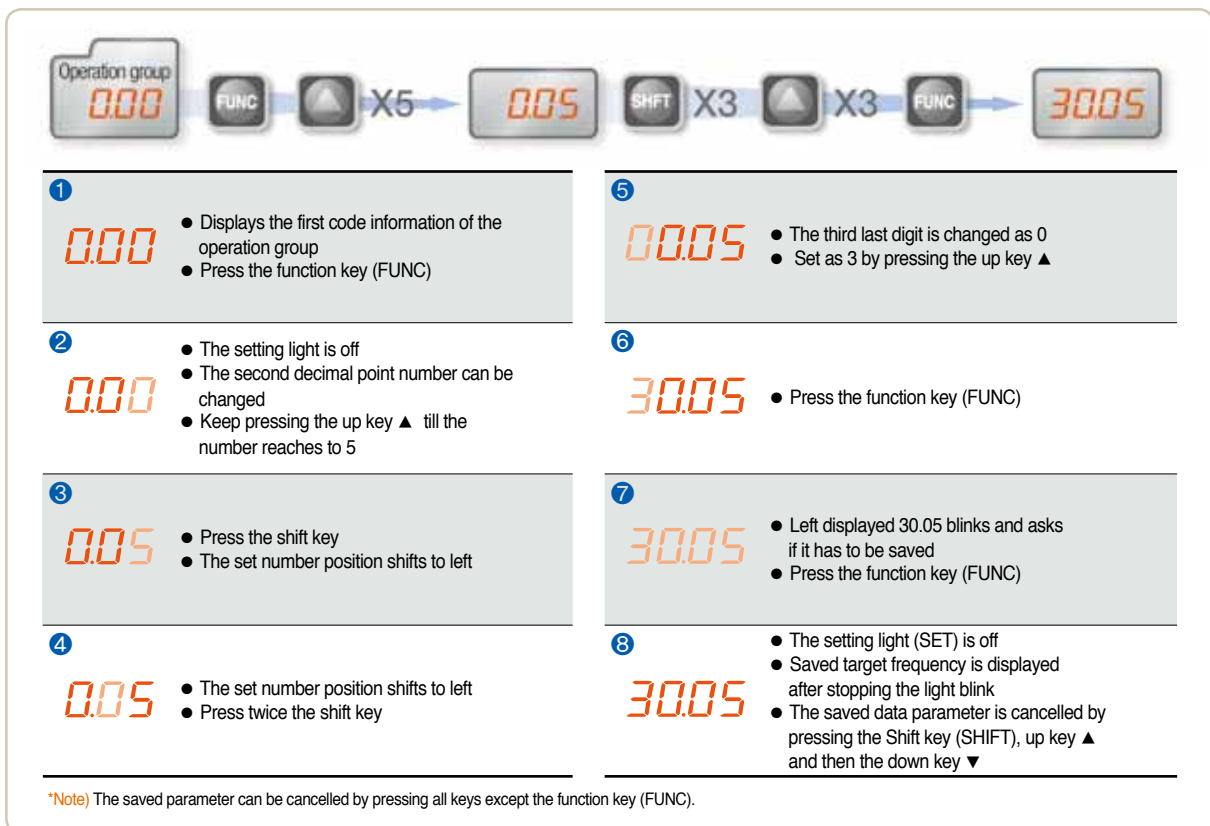 Operation group
0.00
FUNC
▲
X5
0.05
SHFT
X3
▲
X3
FUNC
30.05
1
0.00
● Displays the first code information of the
operation group
● Press the function key (FUNC)
2
0.00
● The setting light is off
● The second decimal point number can be
changed
● Keep pressing the up key ▲ till the
number reaches to 5
3
0.05
● Press the shift key
● The set number position shifts to left
4
0.05
● The set number position shifts to left
● Press twice the shift key
5
00.05
● The third last digit is changed as 0
● Set as 3 by pressing the up key ▲
6
30.05
● Press the function key (FUNC)
7
30.05
● Left displayed 30.05 blinks and asks
if it has to be saved
● Press the function key (FUNC)
8
30.05
● The setting light (SET) is off
● Saved target frequency is displayed
after stopping the light blink
● The saved data parameter is cancelled by
pressing the Shift key (SHIFT), up key ▲
and then the down key ▼
*Note) The saved parameter can be cancelled by pressing all keys except the function key (FUNC).